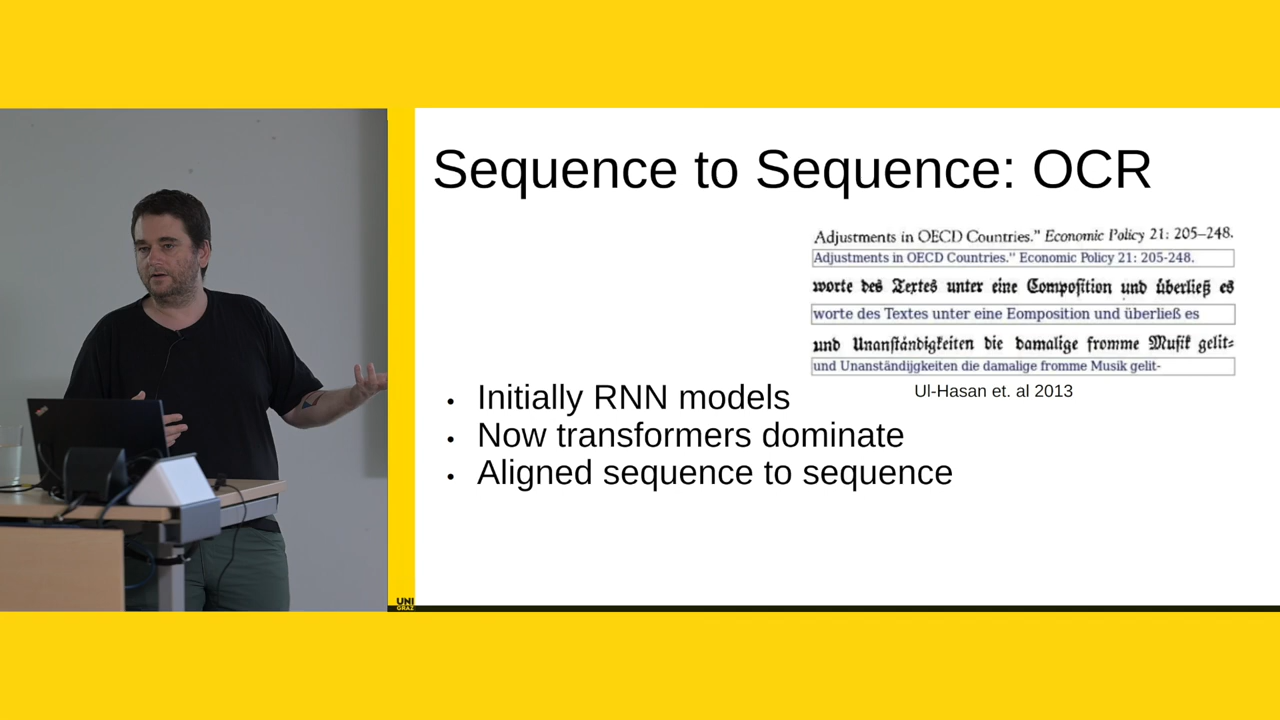 Sequence to Sequence: OCR
Adjustments in OECD Countries.” Economic Policy 21: 205–248.
Adjustments in OECD Countries." Economic Policy 21: 205-248.
worte des Textes unter eine Compoſition und überließ es
worte des Textes unter eine Eomposition und überließ es
und Unanſtändigkeiten die damalige fromme Muſik gelit⸗
und Unanständijgkeiten die damalige fromme Musik gelit-
Ul-Hasan et. al 2013
• Initially RNN models
• Now transformers dominate
• Aligned sequence to sequence
UNI
GRAZ